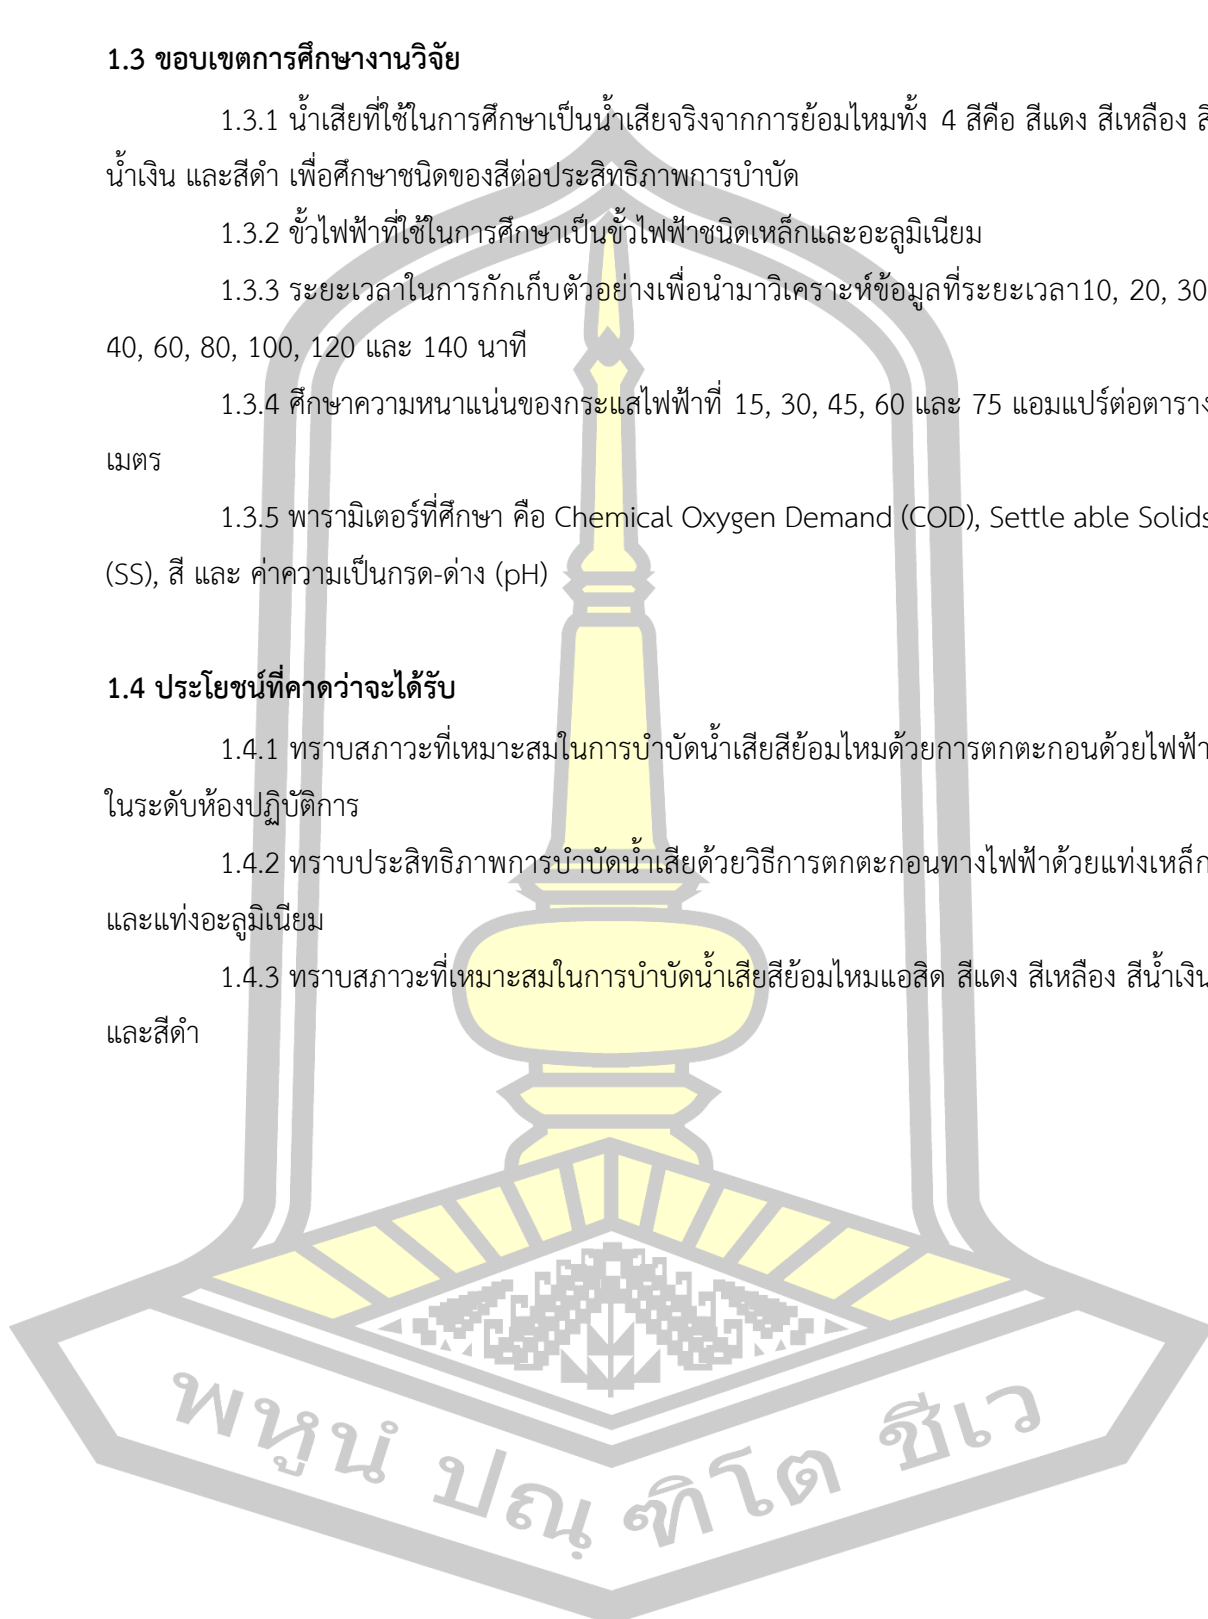 1.3 ขอบเขตการศึกษางานวิจัย
1.3.1 น้ำเสียที่ใช้ในการศึกษาเป็นน้ำเสียจริงจากการย้อมไหมทั้ง 4 สีคือ สีแดง สีเหลือง สี
น้ำเงิน และสีดำ เพื่อศึกษาชนิดของสีต่อประสิทธิภาพการบำบัด
1.3.2 ขั้วไฟฟ้าที่ใช้ในการศึกษาเป็นขั้วไฟฟ้าชนิดเหล็กและอะลูมิเนียม
1.3.3 ระยะเวลาในการกักเก็บตัวอย่างเพื่อนำมาวิเคราะห์ข้อมูลที่ระยะเวลา10, 20, 30
40, 60, 80, 100, 120 และ 140 นาที
1.3.4 ศึกษาความหนาแน่นของกระแสไฟฟ้าที่ 15, 30, 45, 60 และ 75 แอมแปร์ต่อตาราง
เมตร
1.3.5 พารามิเตอร์ที่ศึกษา คือ Chemical Oxygen Demand (COD), Settle able Solids
(SS), สี และ ค่าความเป็นกรด-ด่าง (pH)
1.4 ประโยชน์ที่คาดว่าจะได้รับ
1.4.1 ทราบสภาวะที่เหมาะสมในการบำบัดน้ำเสียสีย้อมไหมด้วยการตกตะกอนด้วยไฟฟ้า
ในระดับห้องปฏิบัติการ
1.4.2 ทราบประสิทธิภาพการบำบัดน้ำเสียด้วยวิธีการตกตะกอนทางไฟฟ้าด้วยแท่งเหล็ก
และแท่งอะลูมิเนียม
1.4.3 ทราบสภาวะที่เหมาะสมในการบำบัดน้ำเสียสีย้อมไหมแอสิด สีแดง สีเหลือง สีน้ำเงิน
และสีดำ
พหูนํ ปณฺฑิโต ชีเว